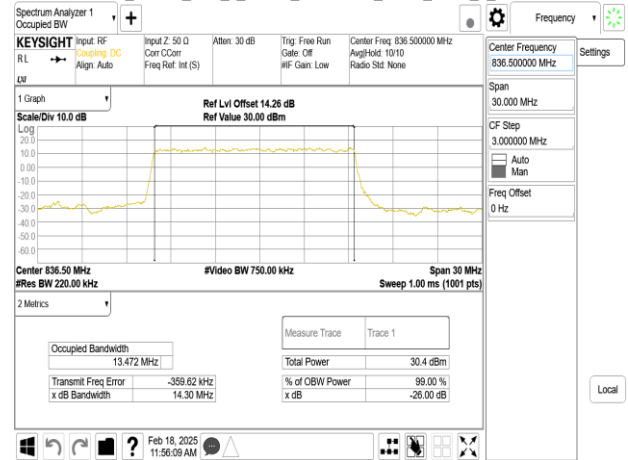 Spectrum Analyzer 1
Occupied BW
Frequency
KEYSIGHT
RL
LXI
Input: RF
Coupling: DC
Align: Auto
Input Z: 50 Ω
Corr CCorr
Freq Ref: Int (S)
Atten: 30 dB
Trig: Free Run
Gate: Off
#IF Gain: Low
Center Freq: 836.500000 MHz
Avg|Hold: 10/10
Radio Std: None
Center Frequency
836.500000 MHz
Settings
Span
30.000 MHz
CF Step
3.000000 MHz
Auto
Man
Freq Offset
0 Hz
Local
1 Graph
Scale/Div 10.0 dB
Ref Lvl Offset 14.26 dB
Ref Value 30.00 dBm
Log
20.0
10.0
0.00
-10.0
-20.0
-30.0
-40.0
-50.0
-60.0
Center 836.50 MHz
#Video BW 750.00 kHz
Span 30 MHz
#Res BW 220.00 kHz
Sweep 1.00 ms (1001 pts)
2 Metrics
Measure Trace Trace 1
Occupied Bandwidth
13.472 MHz
Total Power 30.4 dBm
Transmit Freq Error -359.62 kHz
% of OBW Power 99.00 %
x dB Bandwidth 14.30 MHz
x dB -26.00 dB
Feb 18, 2025
11:56:09 AM